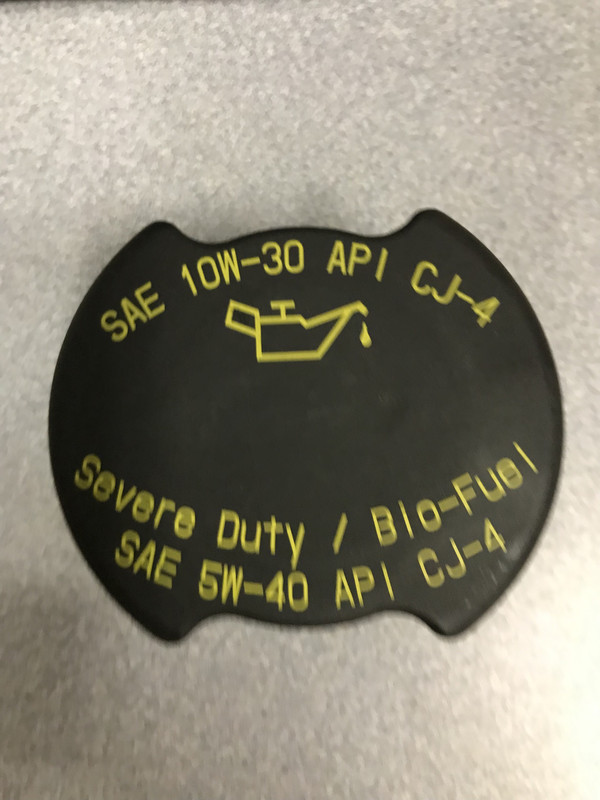 SAE 10W-30 API CJ-4
Severe Duty / Bio-Fuel
SAE 5W-40 API CJ-4